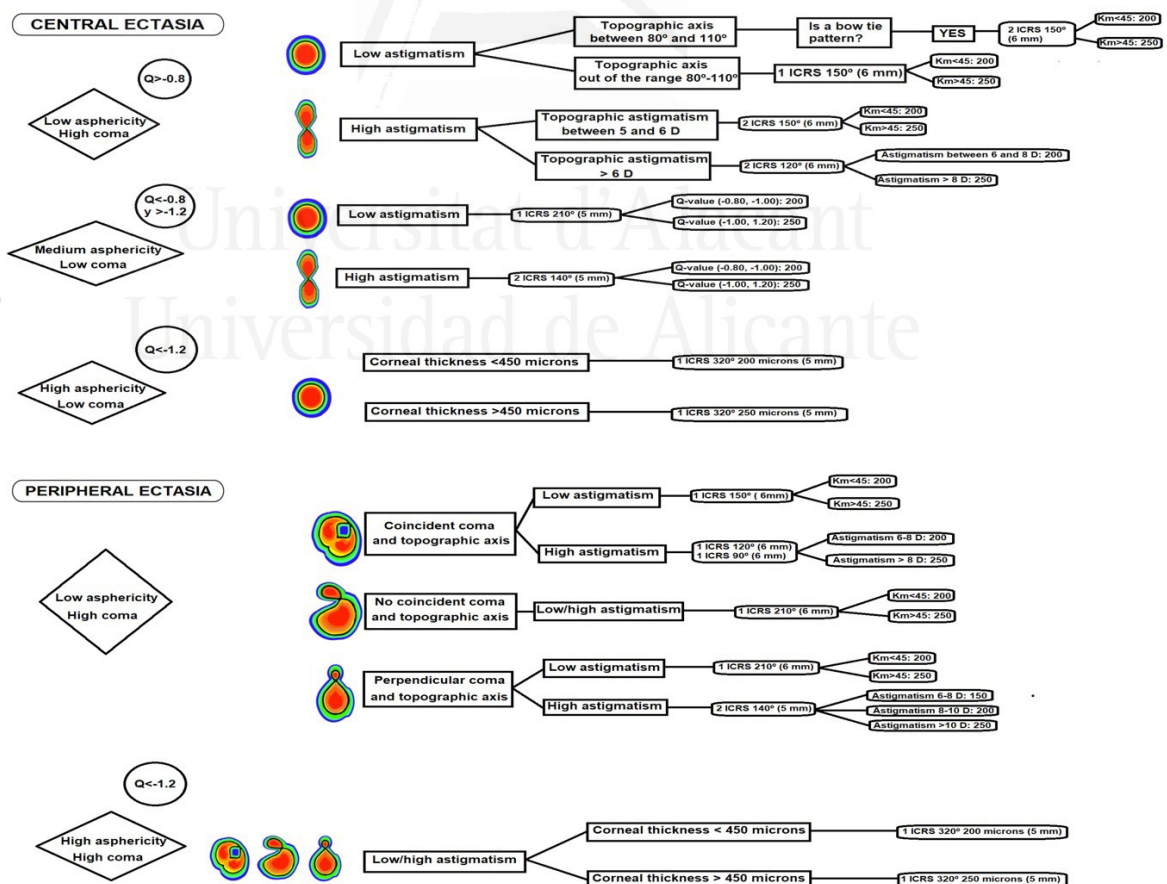 CENTRAL ECTASIA
Q>-0.8
Low asphericity
High coma
Low astigmatism
Topographic axis
between 80º and 110º
Is a bow tie
pattern?
YES
2 ICRS 150º
(6 mm)
Km<45: 200
Km>45: 250
Topographic axis
out of the range 80º-110º
1 ICRS 150º (6 mm)
Km<45: 200
Km>45: 250
High astigmatism
Topographic astigmatism
between 5 and 6 D
2 ICRS 150º (6 mm)
Km<45: 200
Km>45: 250
Topographic astigmatism
> 6 D
2 ICRS 120º (6 mm)
Astigmatism between 6 and 8 D: 200
Astigmatism > 8 D: 250
Universitat d'Alacant
Universidad de Alicante
Q<-0.8
y >-1.2
Medium asphericity
Low coma
Low astigmatism
1 ICRS 210º (5 mm)
Q-value (-0.80, -1.00): 200
Q-value (-1.00, 1.20): 250
High astigmatism
2 ICRS 140º (5 mm)
Q-value (-0.80, -1.00): 200
Q-value (-1.00, 1.20): 250
Q<-1.2
High asphericity
Low coma
Corneal thickness <450 microns
1 ICRS 320º 200 microns (5 mm)
Corneal thickness >450 microns
1 ICRS 320º 250 microns (5 mm)
PERIPHERAL ECTASIA
Low asphericity
High coma
Coincident coma
and topographic axis
Low astigmatism
1 ICRS 150º ( 6mm)
Km<45: 200
Km>45: 250
High astigmatism
1 ICRS 120º (6 mm)
1 ICRS 90º (6 mm)
Astigmatism 6-8 D: 200
Astigmatism > 8 D: 250
No coincident coma
and topographic axis
Low/high astigmatism
1 ICRS 210º (6 mm)
Km<45: 200
Km>45: 250
Perpendicular coma
and topographic axis
Low astigmatism
1 ICRS 210º (6 mm)
Km<45: 200
Km>45: 250
High astigmatism
2 ICRS 140º (5 mm)
Astigmatism 6-8 D: 150
Astigmatism 8-10 D: 200
Astigmatism >10 D: 250
Q<-1.2
High asphericity
High coma
Low/high astigmatism
Corneal thickness < 450 microns
1 ICRS 320º 200 microns (5 mm)
Corneal thickness > 450 microns
1 ICRS 320º 250 microns (5 mm)